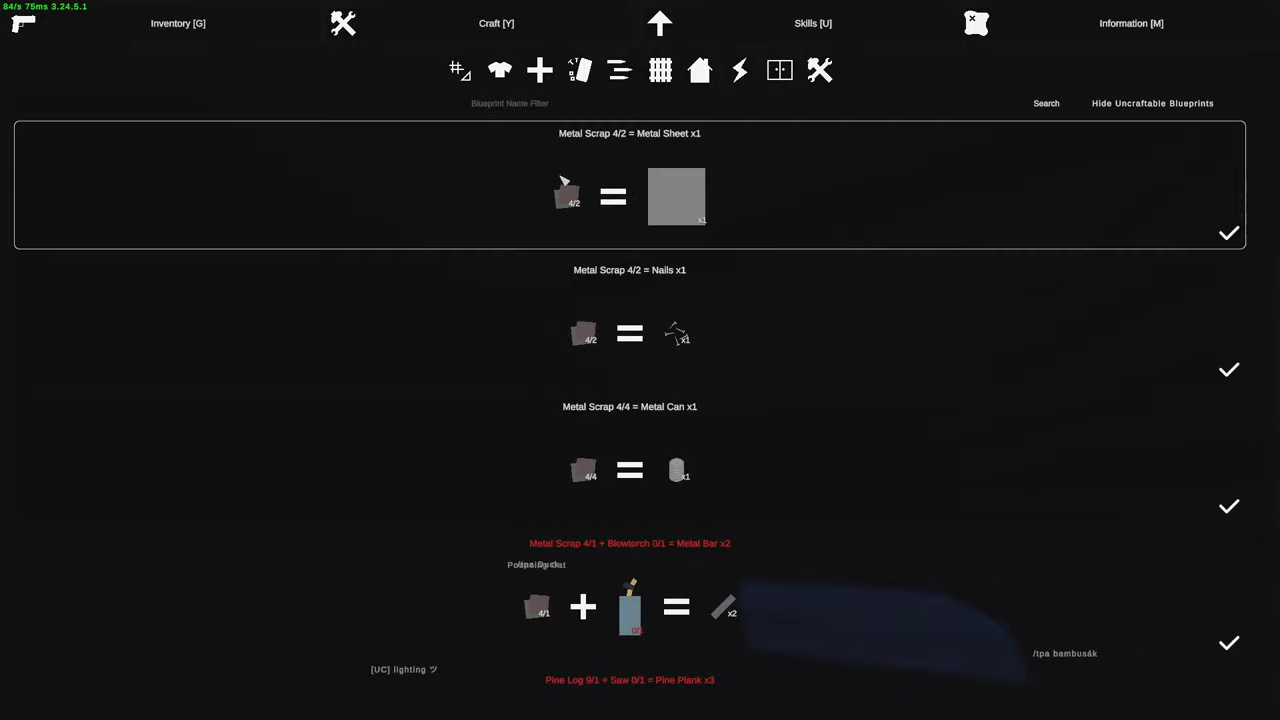 84/s 75ms 3.24.5.1
Inventory [G]
Craft [Y]
Skills [U]
Information [M]
Blueprint Name Filter
Search
Hide Uncraftable Blueprints
Metal Scrap 4/2 = Metal Sheet x1
4/2
x1
Metal Scrap 4/2 = Nails x1
4/2
x1
Metal Scrap 4/4 = Metal Can x1
4/4
x1
Metal Scrap 4/1 + Blowtorch 0/1 = Metal Bar x2
4/1
0/1
x2
/tpa bambusák
[UC] lighting ツ
Pine Log 9/1 + Saw 0/1 = Pine Plank x3